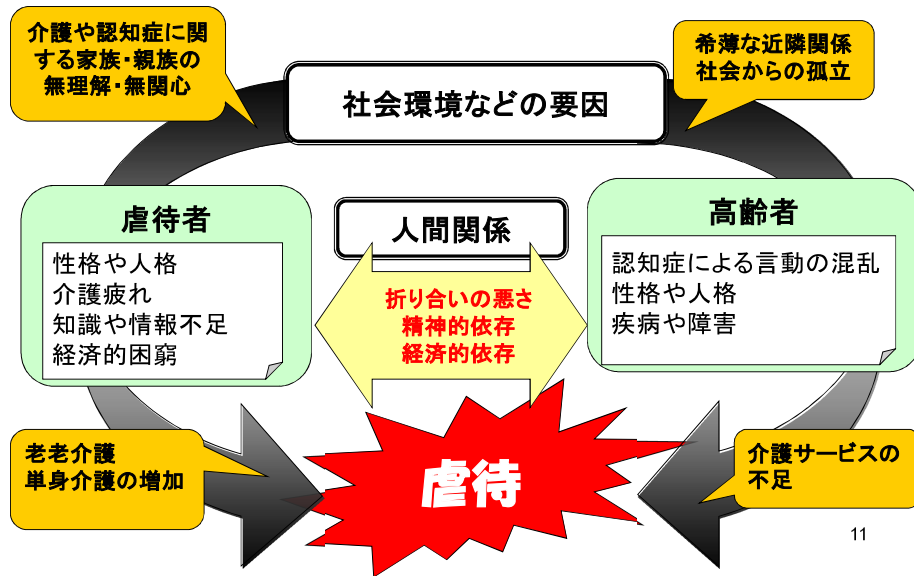 介護や認知症に関
する家族・親族の
無理解・無関心
希薄な近隣関係
社会からの孤立
社会環境などの要因
虐待者
性格や人格
介護疲れ
知識や情報不足
経済的困窮
人間関係
折り合いの悪さ
精神的依存
経済的依存
高齢者
認知症による言動の混乱
性格や人格
疾病や障害
老老介護
単身介護の増加
虐待
介護サービスの
不足
11